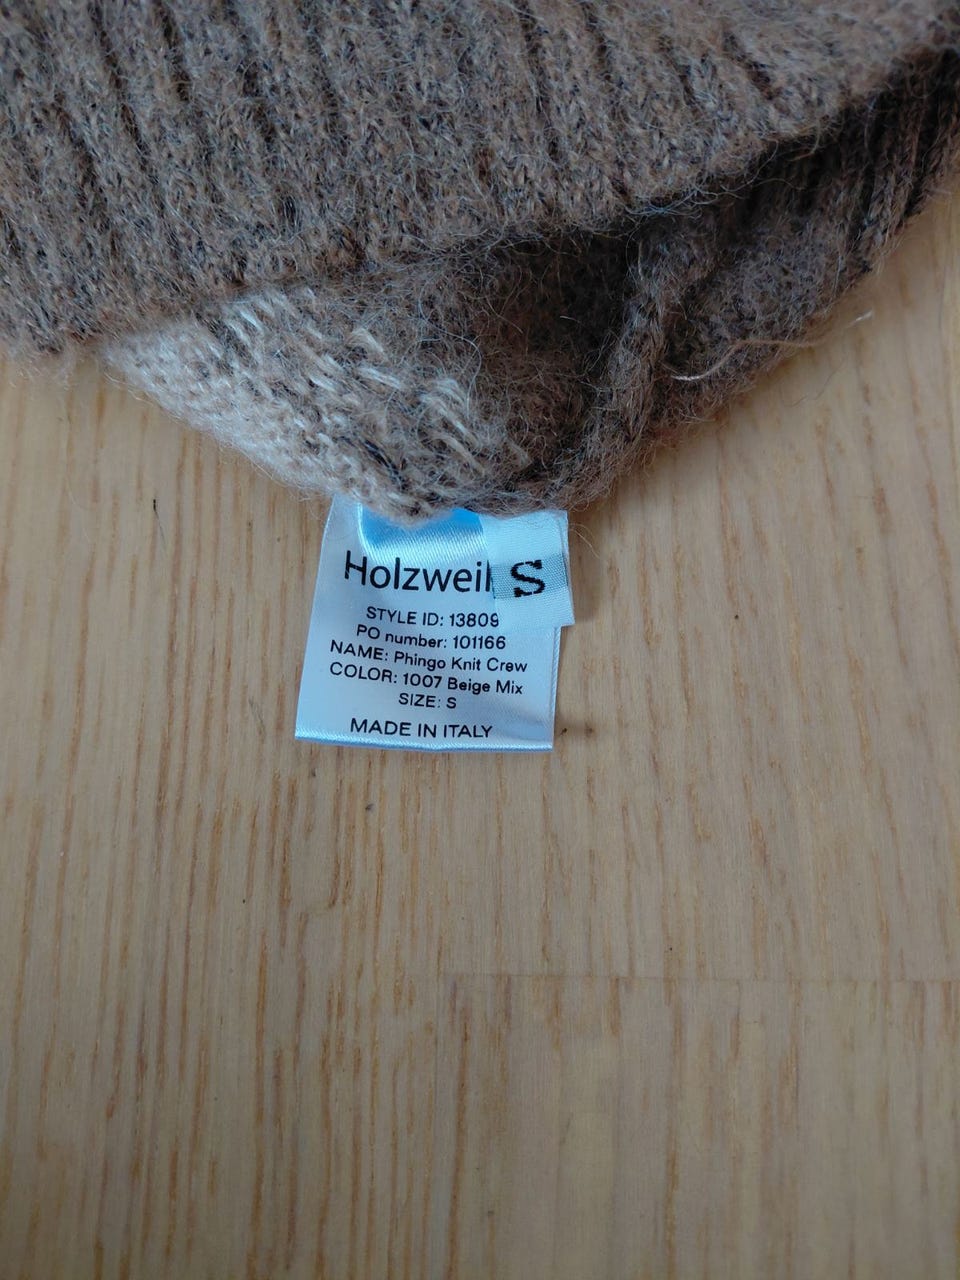 Holzweil
S
STYLE ID: 13809
PO number: 101166
NAME: Phingo Knit Crew
COLOR: 1007 Beige Mix
SIZE: S
MADE IN ITALY